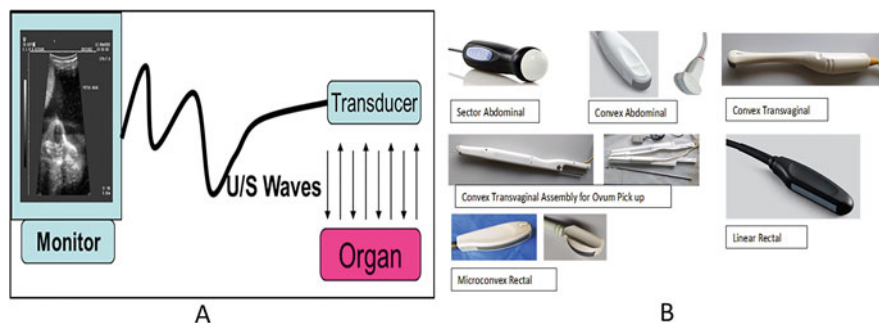 Transducer
U/S Waves
Monitor
Organ
A
Sector Abdominal
Convex Abdominal
Convex Transvaginal
Convex Transvaginal Assembly for Ovum Pick up
Linear Rectal
Microconvex Rectal
B